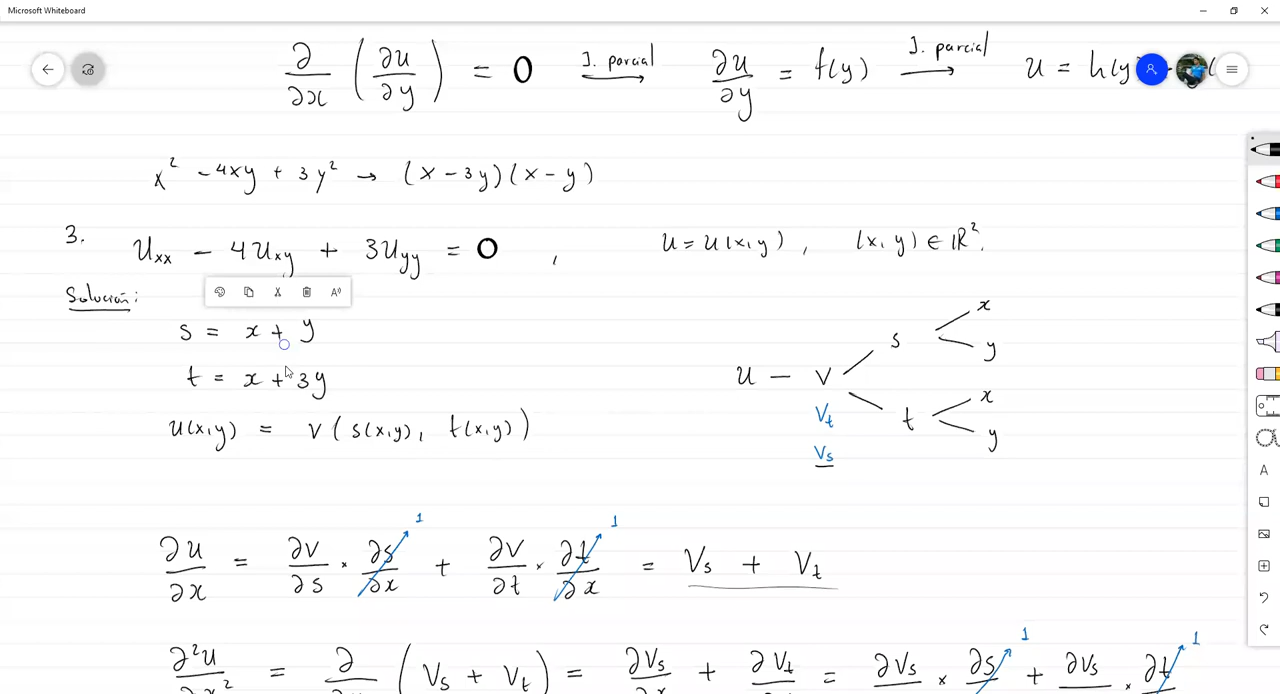 Microsoft Whiteboard
∂/∂x (∂u/∂y) = 0 I. parcial → ∂u/∂y = f(y) I. parcial → u = h(y)
x² - 4xy + 3y² → (x - 3y)(x - y)
3. Uxx - 4Uxy + 3Uyy = 0 , u = u(x,y) , (x,y) ∈ ℝ².
Solución:
s = x + y
t = x + 3y
u(x,y) = v(s(x,y), t(x,y))
u — v
s
x
y
t
x
y
Vt
Vs
∂u/∂x = ∂v/∂s × ∂s/∂x 1 + ∂v/∂t × ∂t/∂x 1 = Vs + Vt
∂²u/∂x² = ∂ (Vs + Vt) = ∂Vs/∂x + ∂Vt = ∂Vs × ∂s 1 + ∂Vs × ∂t 1